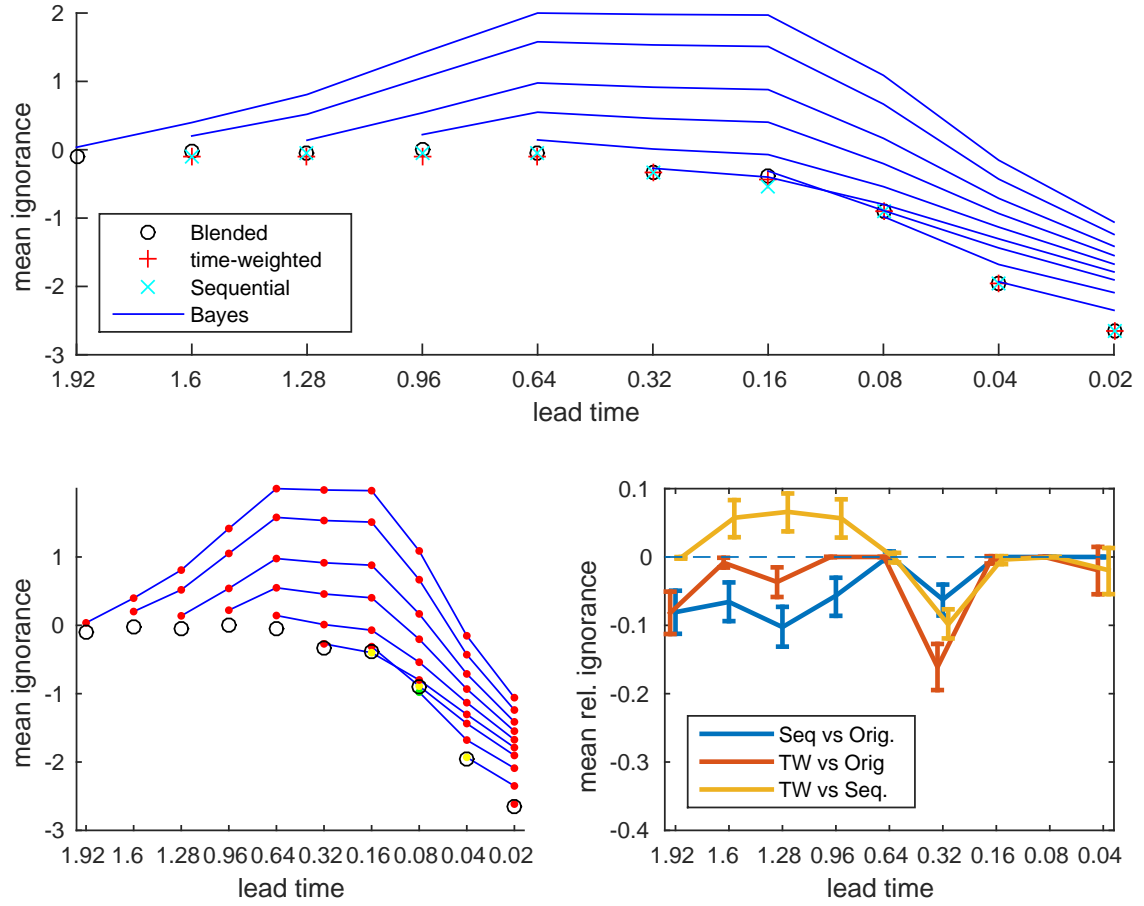 2
1
0
-1
-2
-3
mean ignorance
Blended
time-weighted
Sequential
Bayes
1.92 1.6 1.28 0.96 0.64 0.32 0.16 0.08 0.04 0.02
lead time
1
0
-1
-2
-3
mean ignorance
1.92 1.6 1.28 0.96 0.64 0.32 0.16 0.08 0.04 0.02
lead time
0.1
0
-0.1
-0.2
-0.3
-0.4
mean rel. ignorance
Seq vs Orig.
TW vs Orig
TW vs Seq.
1.92 1.6 1.28 0.96 0.64 0.32 0.16 0.08 0.04
lead time